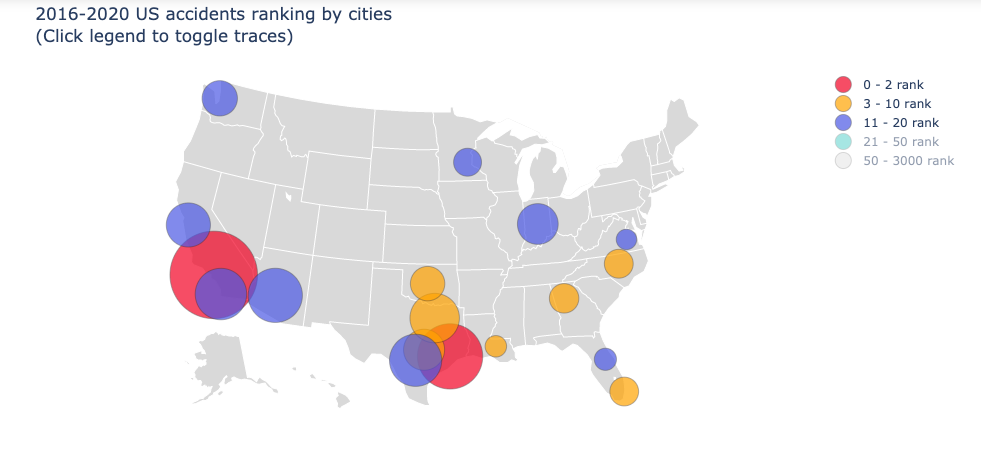 2016-2020 US accidents ranking by cities
(Click legend to toggle traces)
0 - 2 rank
3 - 10 rank
11 - 20 rank
21 - 50 rank
50 - 3000 rank